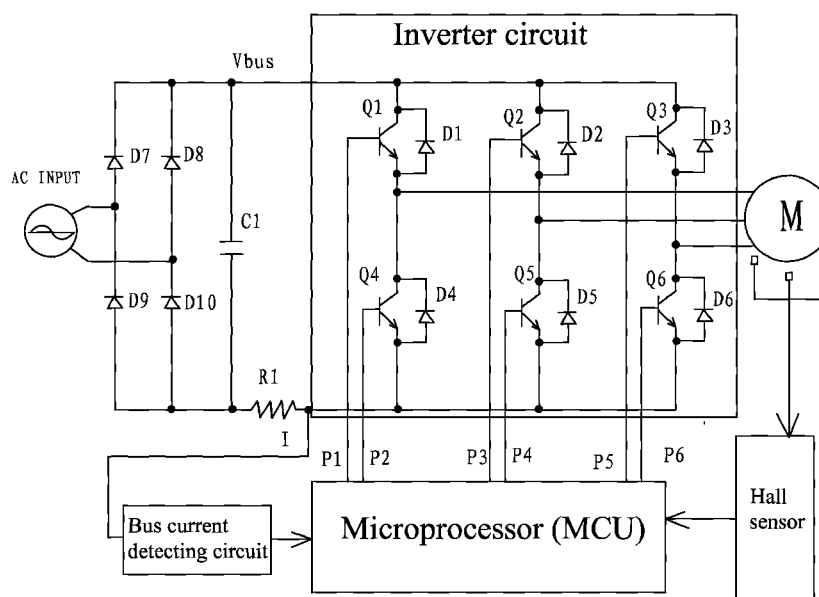 Inverter circuit
Vbus
Q1
D1
Q2
D2
Q3
D3
D7
D8
AC INPUT
C1
M
Q4
D4
Q5
D5
Q6
D6
D9
D10
R1
I
P1
P2
P3
P4
P5
P6
Bus current
detecting circuit
Microprocessor (MCU)
Hall
sensor